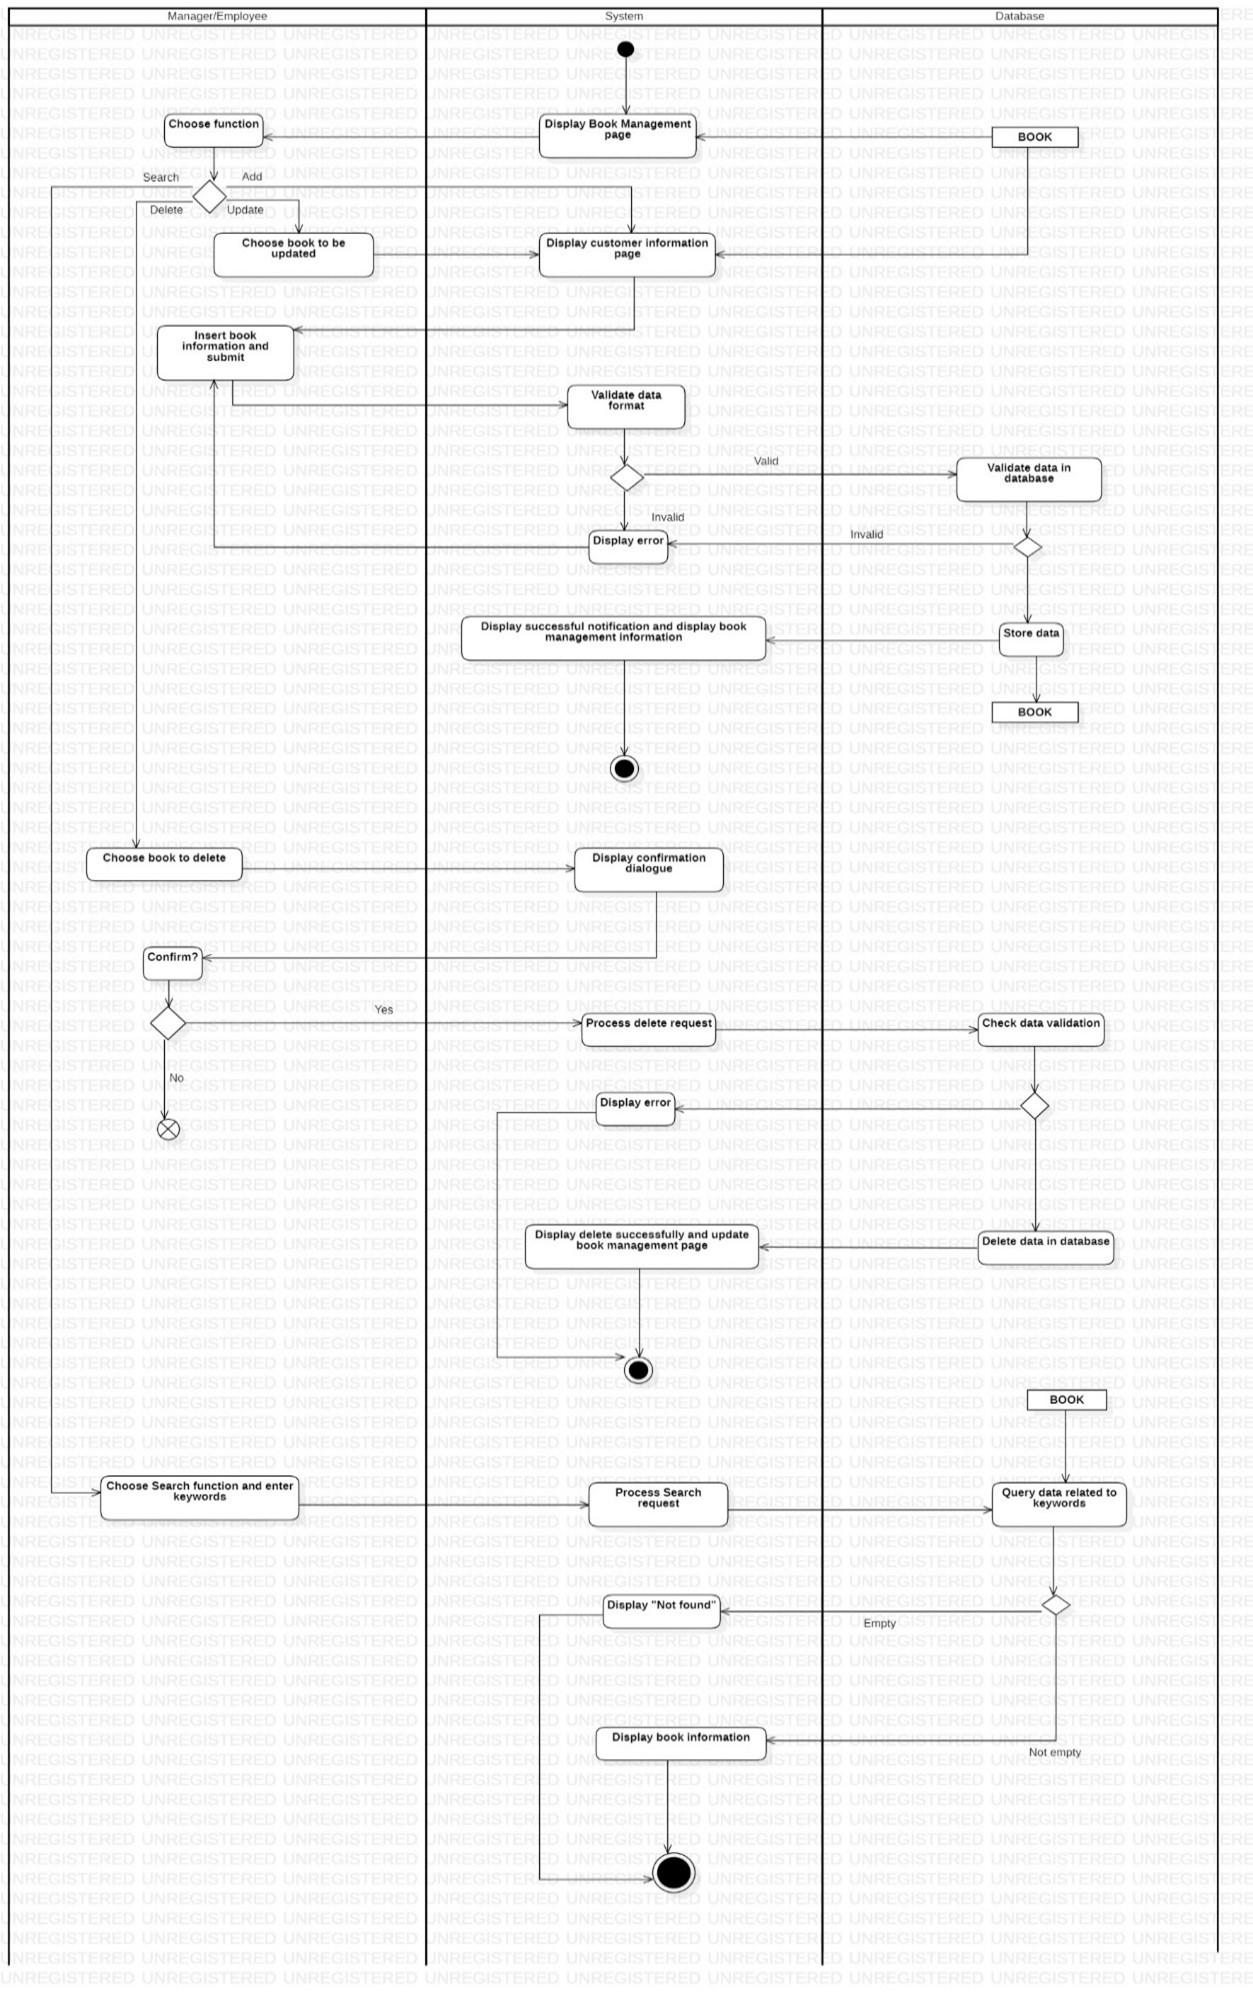 Manager/Employee
System
Database
Choose function
Display Book Management
page
BOOK
Search
Add
Delete
Update
Choose book to be
updated
Display customer information
page
Insert book
information and
submit
Validate data
format
Valid
Validate data in
database
Invalid
Display error
Invalid
Display successful notification and display book
management information
Store data
BOOK
Choose book to delete
Display confirmation
dialogue
Confirm?
Yes
Process delete request
Check data validation
No
Display error
Display delete successfully and update
book management page
Delete data in database
BOOK
Choose Search function and enter
keywords
Process Search
request
Query data related to
keywords
Display "Not found"
Empty
Display book information
Not empty